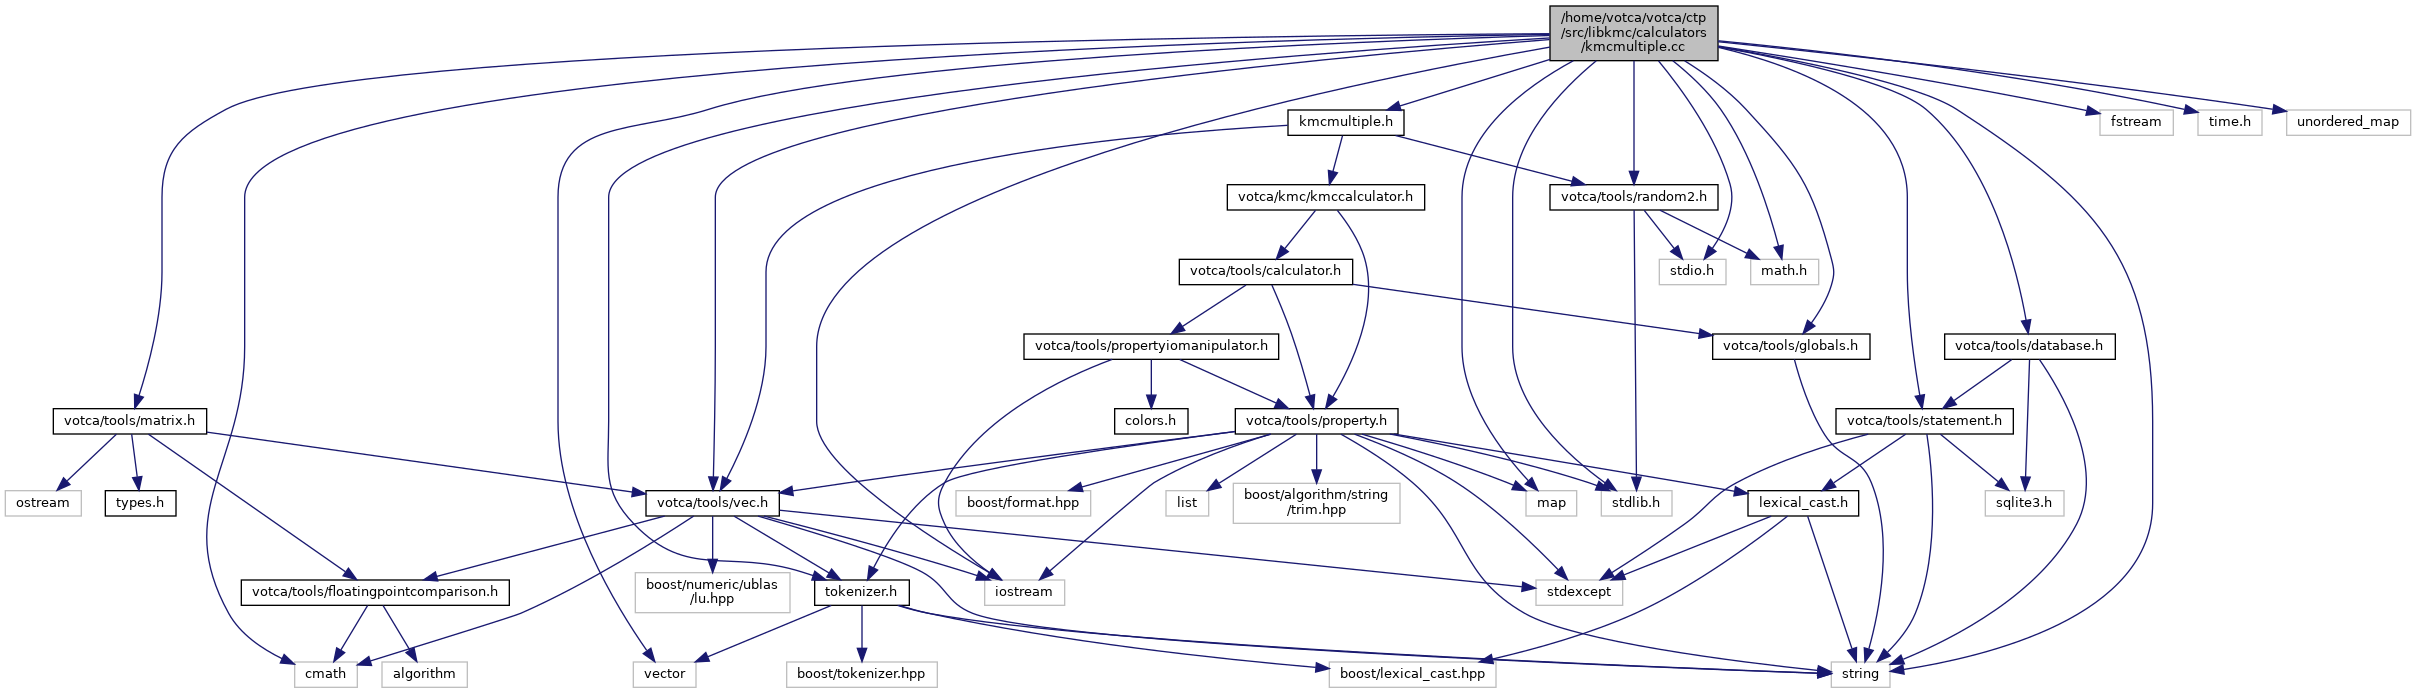 /home/votca/votca/ctp
/src/libkmc/calculators
/kmcmultiple.cc
kmcmultiple.h
fstream
time.h
unordered_map
votca/kmc/kmccalculator.h
votca/tools/random2.h
votca/tools/calculator.h
stdio.h
math.h
votca/tools/propertyiomanipulator.h
votca/tools/globals.h
votca/tools/database.h
votca/tools/matrix.h
colors.h
votca/tools/property.h
votca/tools/statement.h
ostream
types.h
votca/tools/vec.h
boost/format.hpp
list
boost/algorithm/string
/trim.hpp
map
stdlib.h
lexical_cast.h
sqlite3.h
votca/tools/floatingpointcomparison.h
boost/numeric/ublas
/lu.hpp
tokenizer.h
iostream
stdexcept
cmath
algorithm
vector
boost/tokenizer.hpp
boost/lexical_cast.hpp
string